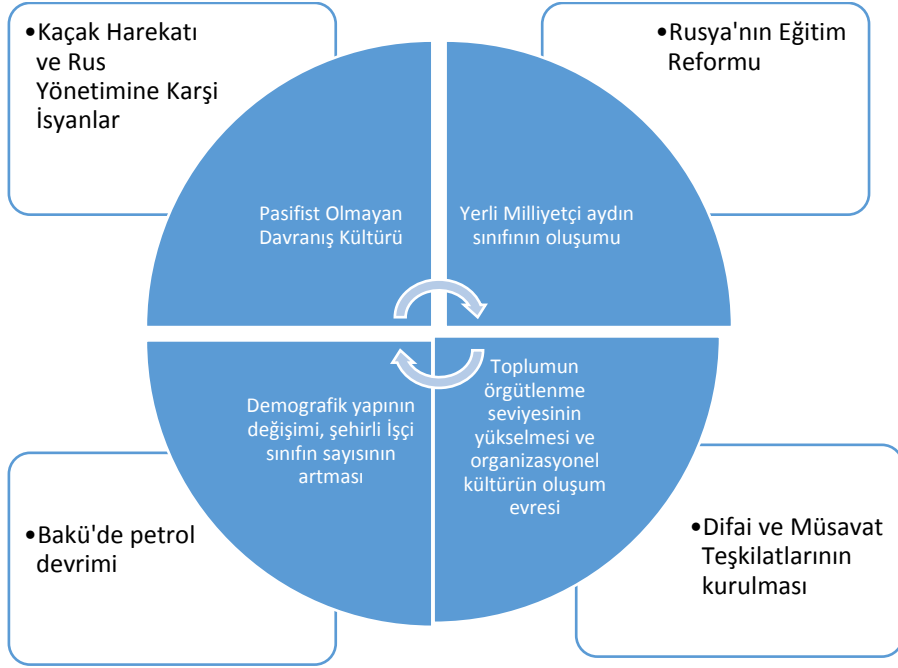 •Kaçak Harekatı
ve Rus
Yönetimine Karşi
İsyanlar
•Rusya'nın Eğitim
Reformu
Pasifist Olmayan
Davranış Kültürü
Yerli Milliyetçi aydın
sınıfının oluşumu
Demografik yapının
değişimi, şehirli İşçi
sınıfın sayısının
artması
Toplumun
örgütlenme
seviyesinin
yükselmesi ve
organizasyonel
kültürün oluşum
evresi
•Bakü'de petrol
devrimi
•Difai ve Müsavat
Teşkilatlarının
kurulması